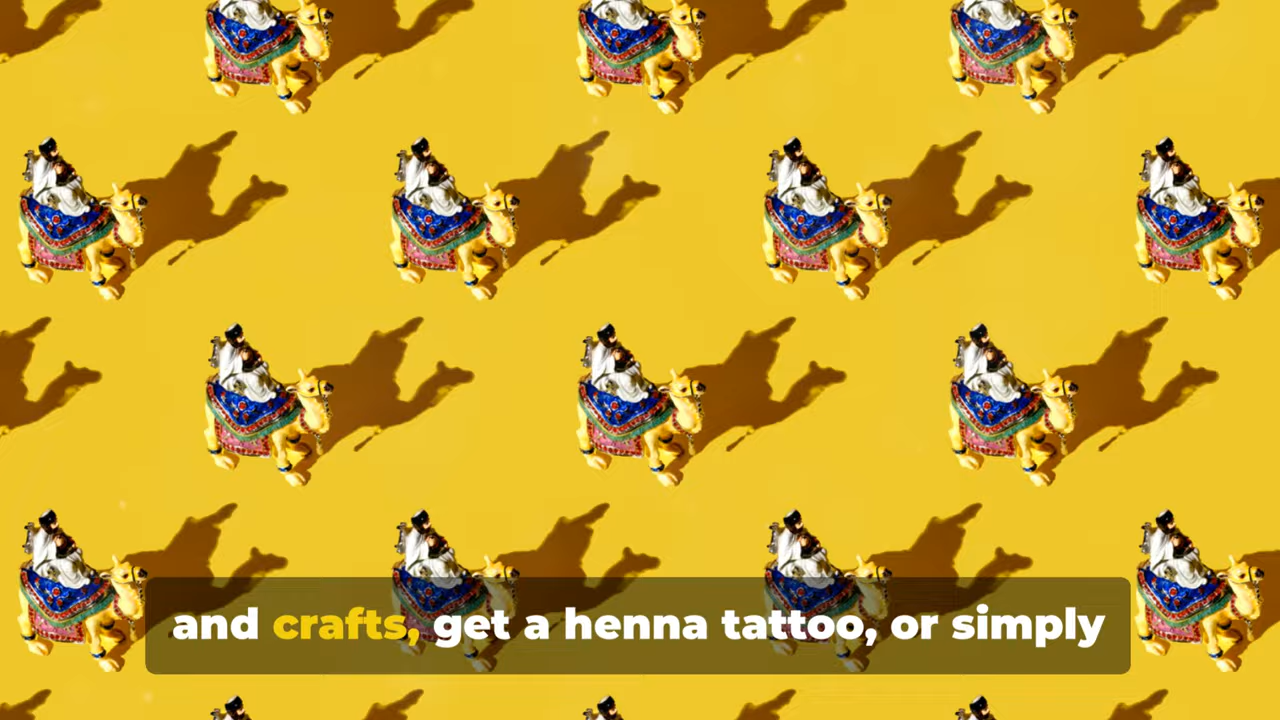 and crafts, get a henna tattoo, or simply